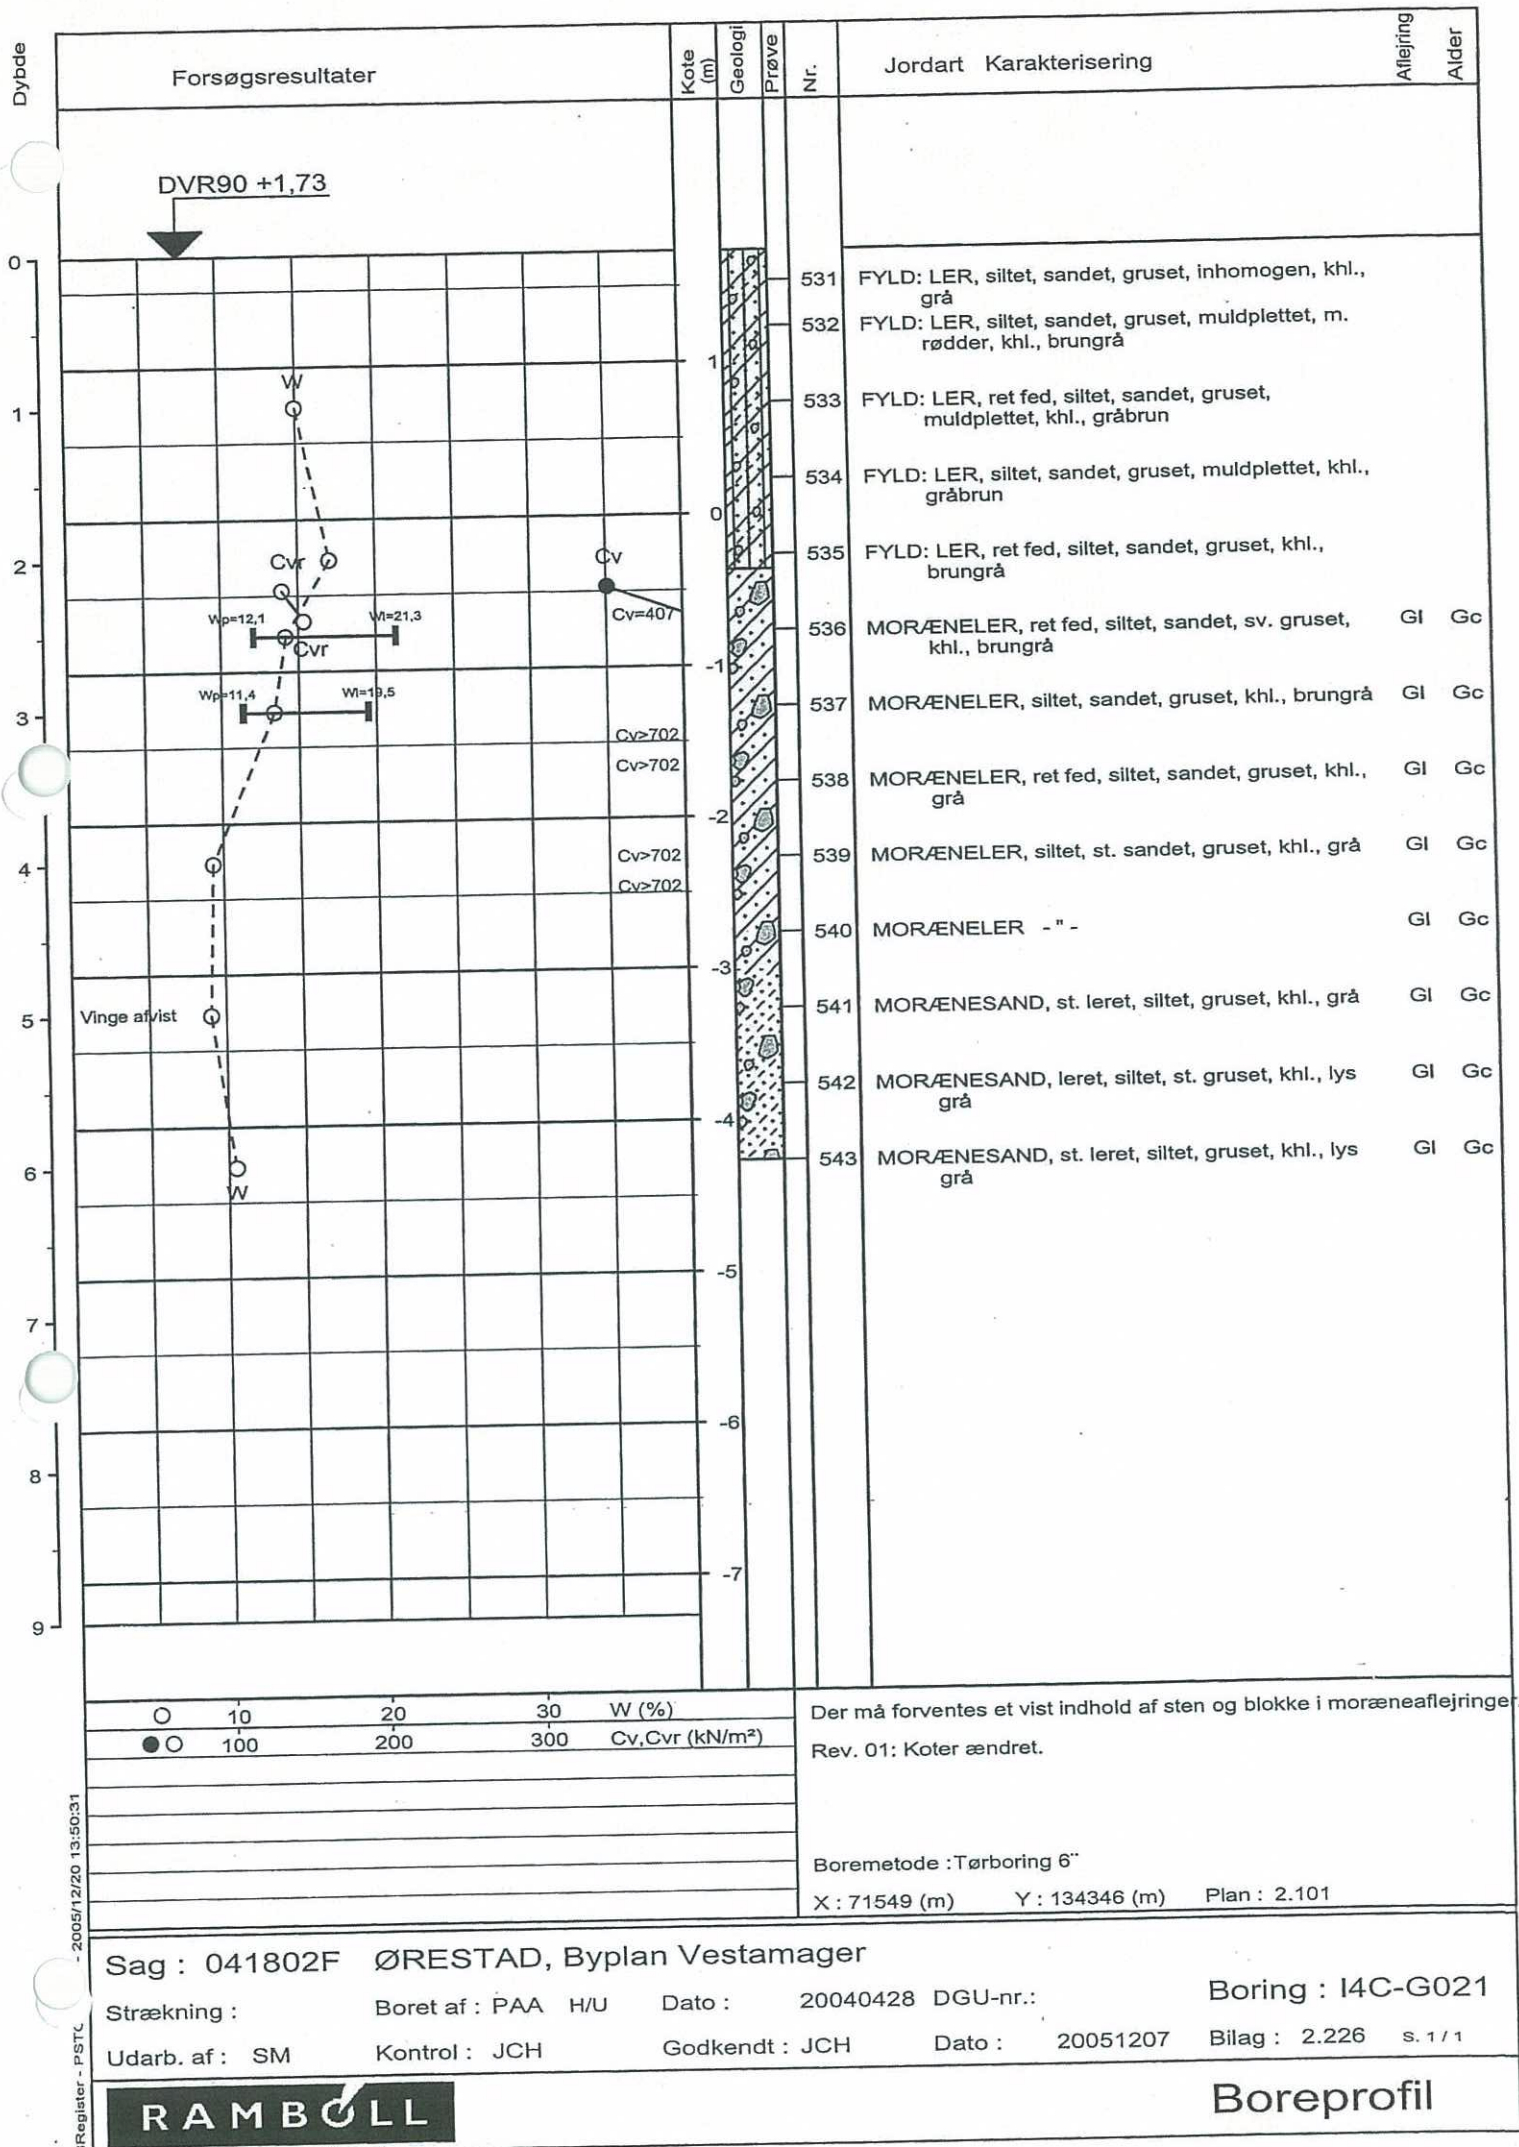 Dybde
Forsøgsresultater
Kote (m)
Geologi
Prøve
Nr.
Jordart Karakterisering
Aflejring
Alder
DVR90 +1,73
0
1
2
3
4
5
6
7
8
9
W
Cvr
Cv
Wp=12,1
Wl=21,3
Cv=407
Cvr
Wp=11,4
Wl=19,5
Cv>702
Cv>702
Cv>702
Cv>702
Vinge afvist
W
1
0
-1
-2
-3
-4
-5
-6
-7
531 FYLD: LER, siltet, sandet, gruset, inhomogen, khl.,
grå
532 FYLD: LER, siltet, sandet, gruset, muldplettet, m.
rødder, khl., brungrå
533 FYLD: LER, ret fed, siltet, sandet, gruset,
muldplettet, khl., gråbrun
534 FYLD: LER, siltet, sandet, gruset, muldplettet, khl.,
gråbrun
535 FYLD: LER, ret fed, siltet, sandet, gruset, khl.,
brungrå
536 MORÆNELER, ret fed, siltet, sandet, sv. gruset, Gl Gc
khl., brungrå
537 MORÆNELER, siltet, sandet, gruset, khl., brungrå Gl Gc
538 MORÆNELER, ret fed, siltet, sandet, gruset, khl., Gl Gc
grå
539 MORÆNELER, siltet, st. sandet, gruset, khl., grå Gl Gc
540 MORÆNELER - " - Gl Gc
541 MORÆNESAND, st. leret, siltet, gruset, khl., grå Gl Gc
542 MORÆNESAND, leret, siltet, st. gruset, khl., lys Gl Gc
grå
543 MORÆNESAND, st. leret, siltet, gruset, khl., lys Gl Gc
grå
10 20 30 W (%)
100 200 300 Cv,Cvr (kN/m²)
Der må forventes et vist indhold af sten og blokke i moræneaflejringer
Rev. 01: Koter ændret.
Boremetode : Tørboring 6"
X : 71549 (m) Y : 134346 (m) Plan : 2.101
Register - PSTC - 2005/12/20 13:50:31
Sag : 041802F ØRESTAD, Byplan Vestamager
Strækning : Boret af : PAA H/U Dato : 20040428 DGU-nr.: Boring : I4C-G021
Udarb. af : SM Kontrol : JCH Godkendt : JCH Dato : 20051207 Bilag : 2.226 S. 1 / 1
RAMBØLL
Boreprofil